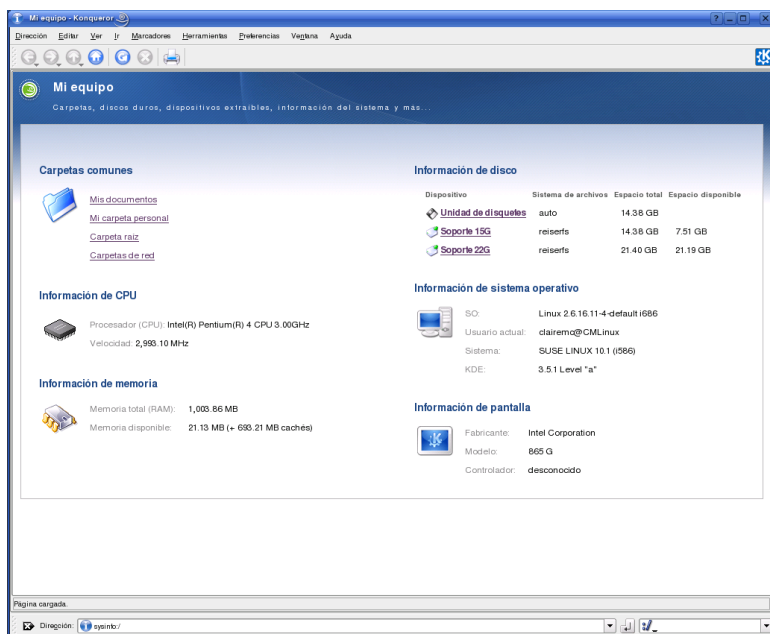 Mi equipo - Konqueror
Dirección Editar Ver Ir Marcadores Herramientas Preferencias Ventana Ayuda
Mi equipo
Carpetas, discos duros, dispositivos extraíbles, información del sistema y más...
Carpetas comunes
Mis documentos
Mi carpeta personal
Carpeta raíz
Carpetas de red
Información de CPU
Procesador (CPU): Intel(R) Pentium(R) 4 CPU 3.00GHz
Velocidad: 2,993.10 MHz
Información de memoria
Memoria total (RAM): 1,003.86 MB
Memoria disponible: 21.13 MB (+ 693.21 MB cachés)
Información de disco
Dispositivo Sistema de archivos Espacio total Espacio disponible
Unidad de disquetes auto 14.38 GB
Soporte 15G reiserfs 14.38 GB 7.51 GB
Soporte 22G reiserfs 21.40 GB 21.19 GB
Información de sistema operativo
SO: Linux 2.6.16.11-4-default i686
Usuario actual: clairemc@CMLinux
Sistema: SUSE LINUX 10.1 (i586)
KDE: 3.5.1 Level "a"
Información de pantalla
Fabricante: Intel Corporation
Modelo: 865 G
Controlador: desconocido
Página cargada.
Dirección: sysinfo:/